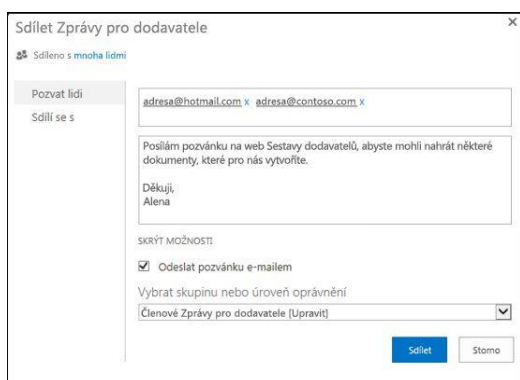 Sdílet Zprávy pro dodavatele
Sdíleno s mnoha lidmi
Pozvat lidi
Sdílí se s
adresa@hotmail.com x adresa@contoso.com x
Posílám pozvánku na web Sestavy dodavatelů, abyste mohli nahrát některé
dokumenty, které pro nás vytvoříte.
Děkuji,
Alena
SKRÝT MOŽNOSTI
Odeslat pozvánku e-mailem
Vybrat skupinu nebo úroveň oprávnění
Členové Zprávy pro dodavatele [Upravit]
Sdílet
Storno